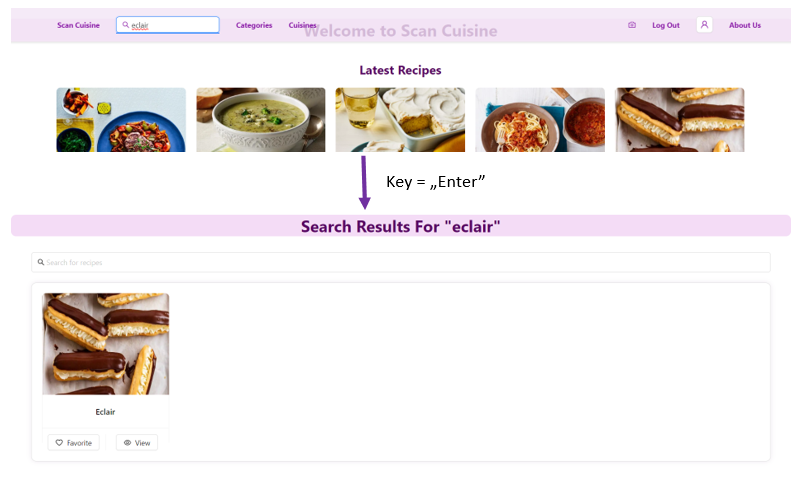 Scan Cuisine eclair Categories Cuisines Log Out About Us
Welcome to Scan Cuisine
Latest Recipes
Key = „Enter”
Search Results For "eclair"
Search for recipes
Eclair
Favorite View